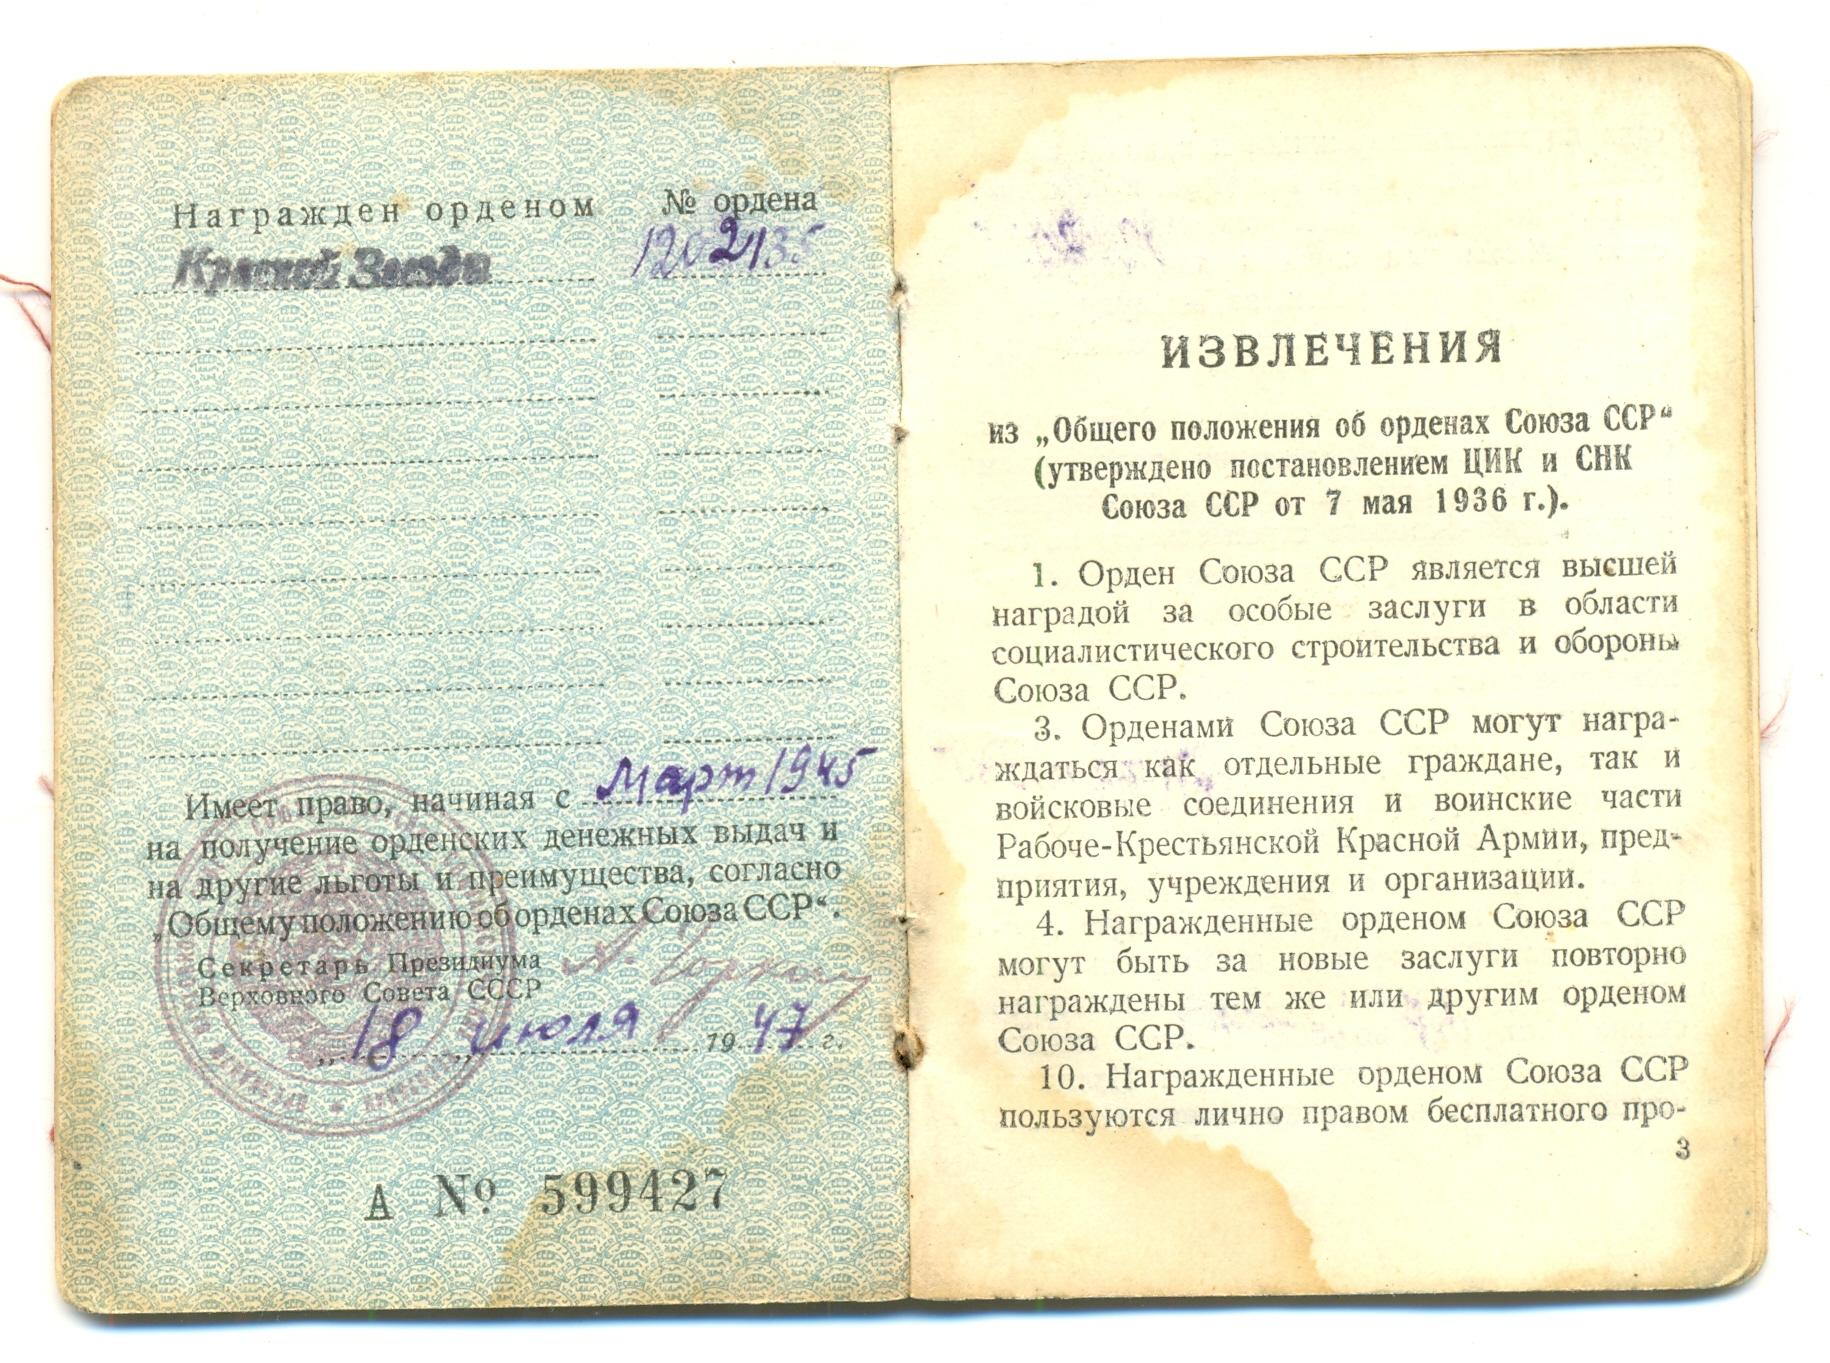 Награжден орденом № ордена
Красной Звезды 1202135
Имеет право, начиная с март 1945
на получение орденских денежных выдач и
на другие льготы и преимущества, согласно
„Общему положению об орденах Союза ССР“.
Секретарь Президиума
Верховного Совета СССР А. Горкин
„18 июля 1947 г.
А № 599427
ИЗВЛЕЧЕНИЯ
из „Общего положения об орденах Союза ССР“
(утверждено постановлением ЦИК и СНК
Союза ССР от 7 мая 1936 г.).
1. Орден Союза ССР является высшей
наградой за особые заслуги в области
социалистического строительства и обороны
Союза ССР.
3. Орденами Союза ССР могут награ-
ждаться как отдельные граждане, так и
войсковые соединения и воинские части
Рабоче-Крестьянской Красной Армии, пред-
приятия, учреждения и организации.
4. Награжденные орденом Союза ССР
могут быть за новые заслуги повторно
награждены тем же или другим орденом
Союза ССР.
10. Награжденные орденом Союза ССР
пользуются лично правом бесплатного про-
3